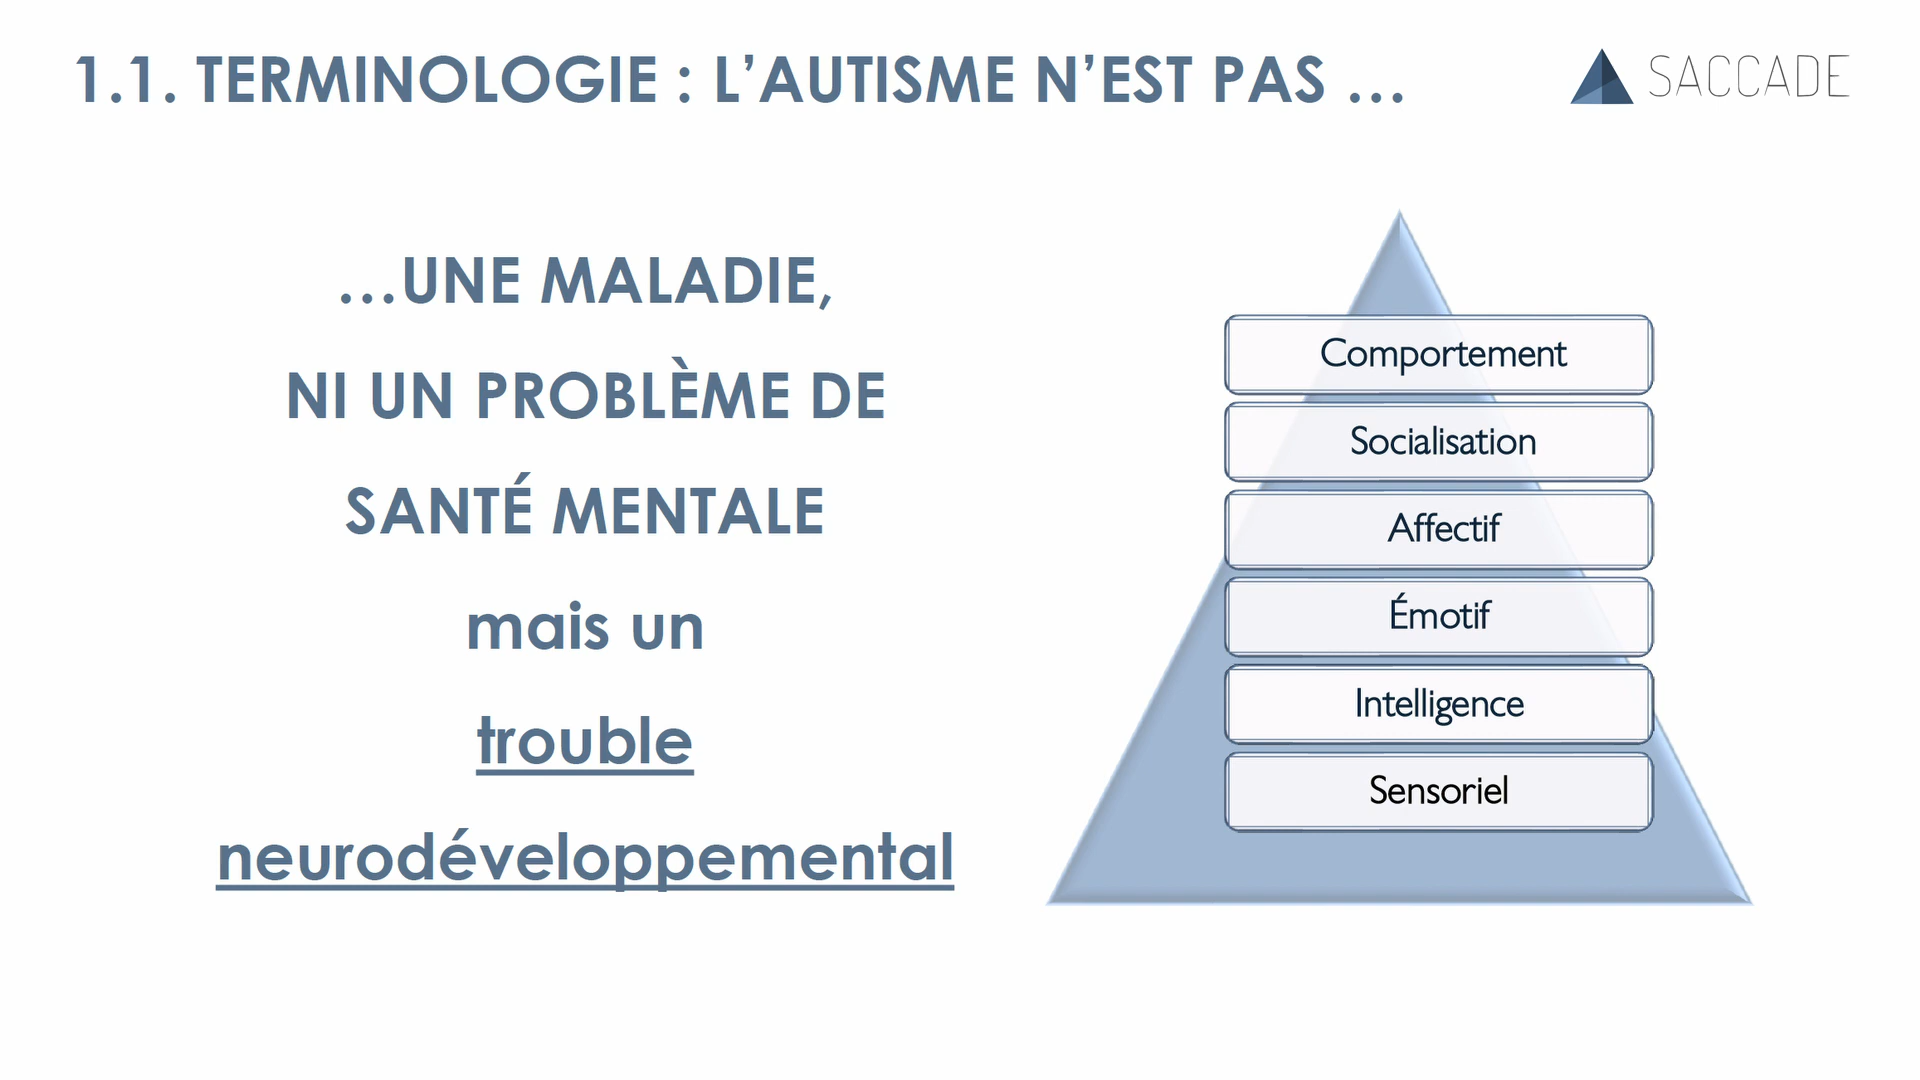 1.1. TERMINOLOGIE : L’AUTISME N’EST PAS …
SACCADE
…UNE MALADIE,
NI UN PROBLÈME DE
SANTÉ MENTALE
mais un
trouble
neurodéveloppemental
Comportement
Socialisation
Affectif
Émotif
Intelligence
Sensoriel